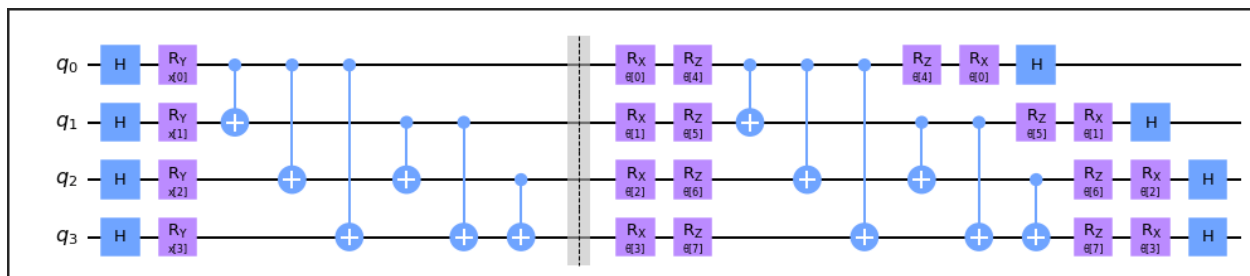 q0 H RY x[0] RX θ[0] RZ θ[4] RZ θ[4] RX θ[0] H
q1 H RY x[1] RX θ[1] RZ θ[5] RZ θ[5] RX θ[1] H
q2 H RY x[2] RX θ[2] RZ θ[6] RZ θ[6] RX θ[2] H
q3 H RY x[3] RX θ[3] RZ θ[7] RZ θ[7] RX θ[3] H